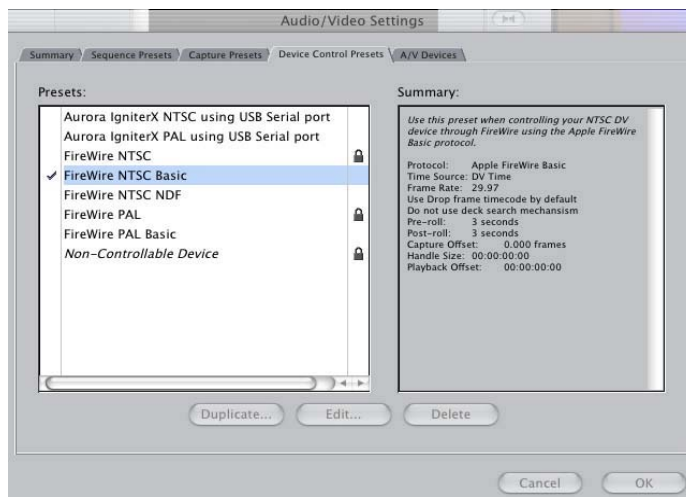 Audio/Video Settings
Summary Sequence Presets Capture Presets Device Control Presets A/V Devices
Presets:
Aurora IgniterX NTSC using USB Serial port
Aurora IgniterX PAL using USB Serial port
FireWire NTSC
FireWire NTSC Basic
FireWire NTSC NDF
FireWire PAL
FireWire PAL Basic
Non-Controllable Device
Summary:
Use this preset when controlling your NTSC DV
device through FireWire using the Apple FireWire
Basic protocol.
Protocol: Apple FireWire Basic
Time Source: DV Time
Frame Rate: 29.97
Use Drop frame timecode by default
Do not use deck search mechansism
Pre-roll: 3 seconds
Post-roll: 3 seconds
Capture Offset: 0.000 frames
Handle Size: 00:00:00:00
Playback Offset: 00:00:00:00
Duplicate... Edit... Delete
Cancel OK